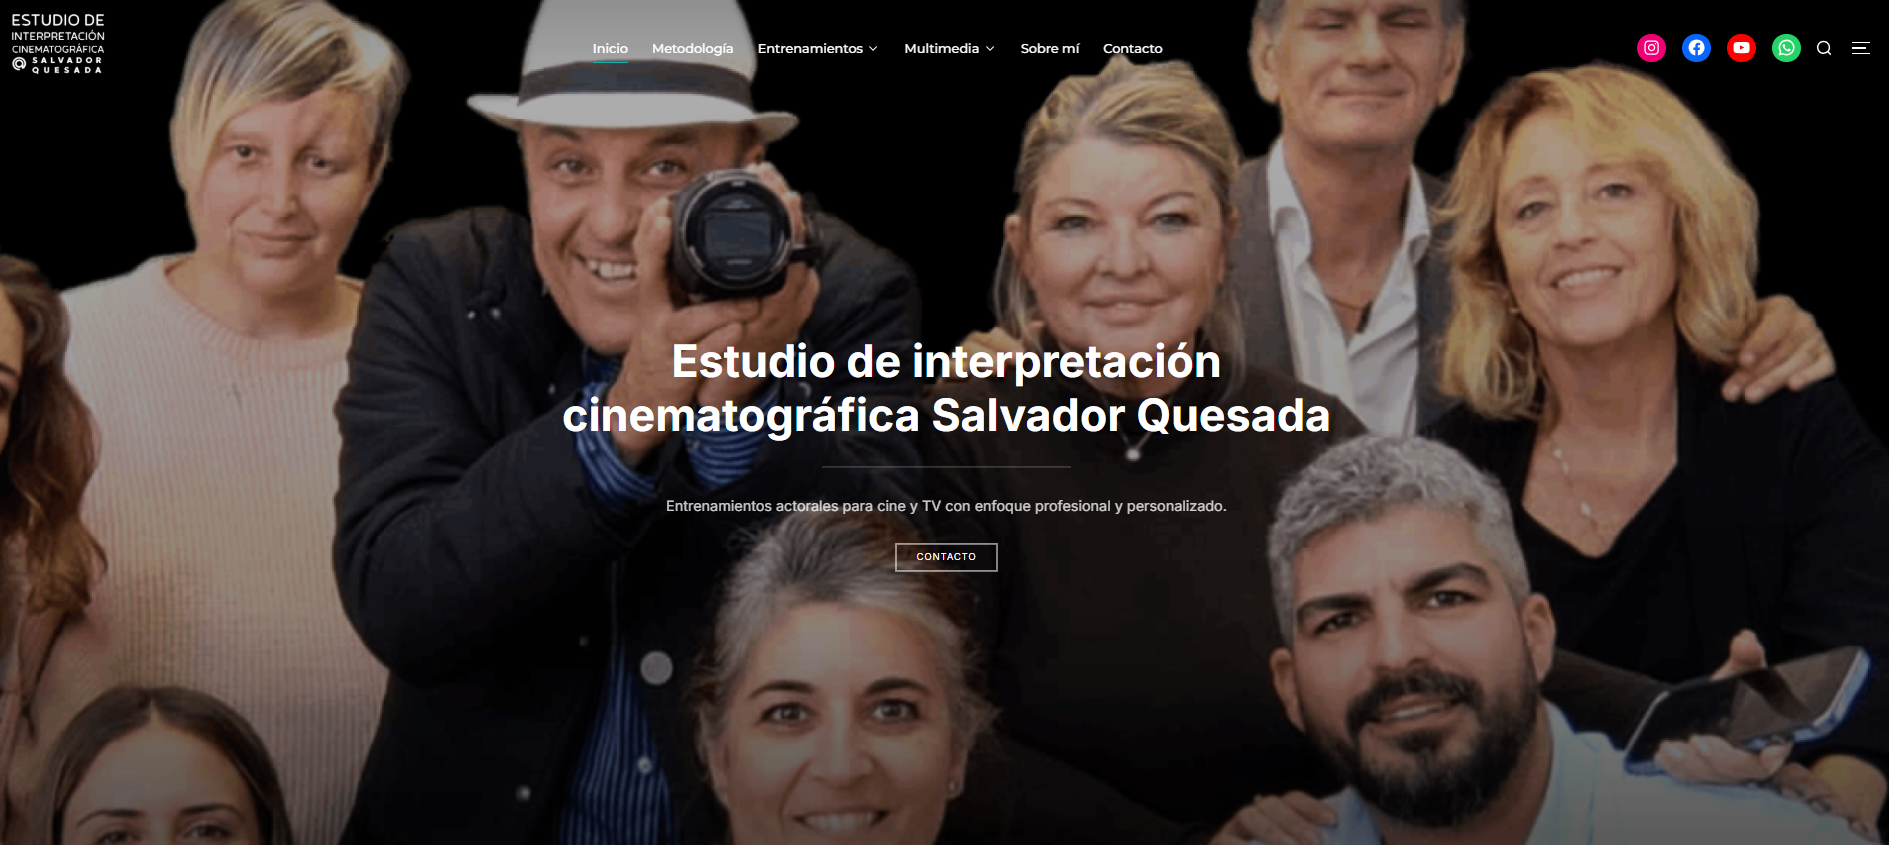 ESTUDIO DE
INTERPRETACIÓN
CINEMATOGRÁFICA
@ SALVADOR
QUESADA
Inicio
Metodología
Entrenamientos
Multimedia
Sobre mí
Contacto
Estudio de interpretación
cinematográfica Salvador Quesada
Entrenamientos actorales para cine y TV con enfoque profesional y personalizado.
CONTACTO